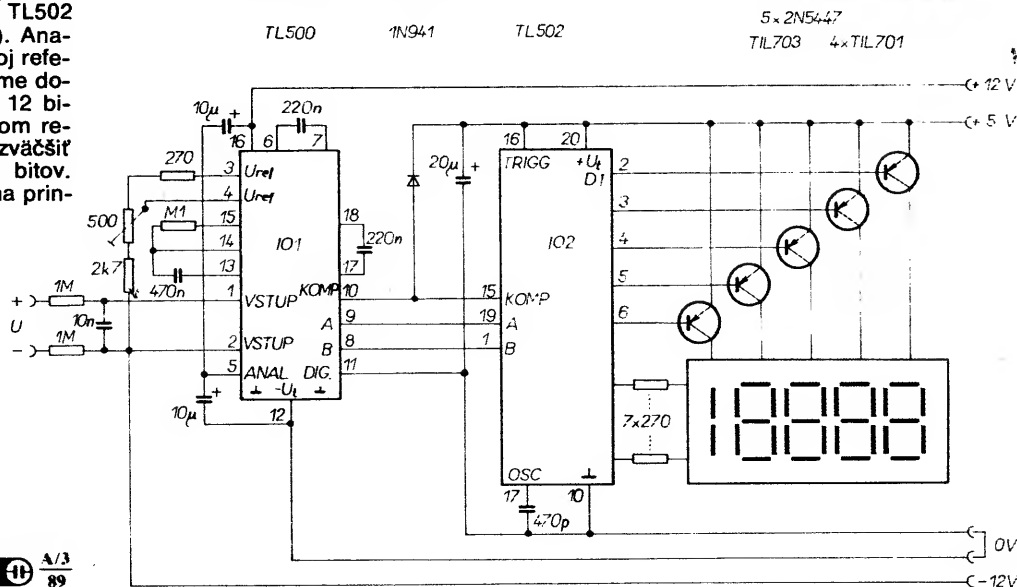 TL502
). Ana-
oj refe-
me do-
12 bi-
om re-
zväčšiť
bitov.
na prin-
TL500 1N941 TL502 5×2N5447
TIL703 4×TIL701
+12 V
+5 V
10µ + 220n
16 6 7
270 3 Uref
4 Uref
500 M1 15
14 IO1 18
220n
2k7 13 17
470n
+ 1M 1 VSTUP KOMP 10
U 10n A 9
- 1M 2 VSTUP B 8
5 ANAL DIG. 11
10µ + -Ut
12
20µ +
16 20
TRIGG +Ut
D1 2
3
IO2 4
5
15 KOMP 6
19 A
1 B
7×270
OSC
17 10
470p
18888
0V
-12V
A/3
89